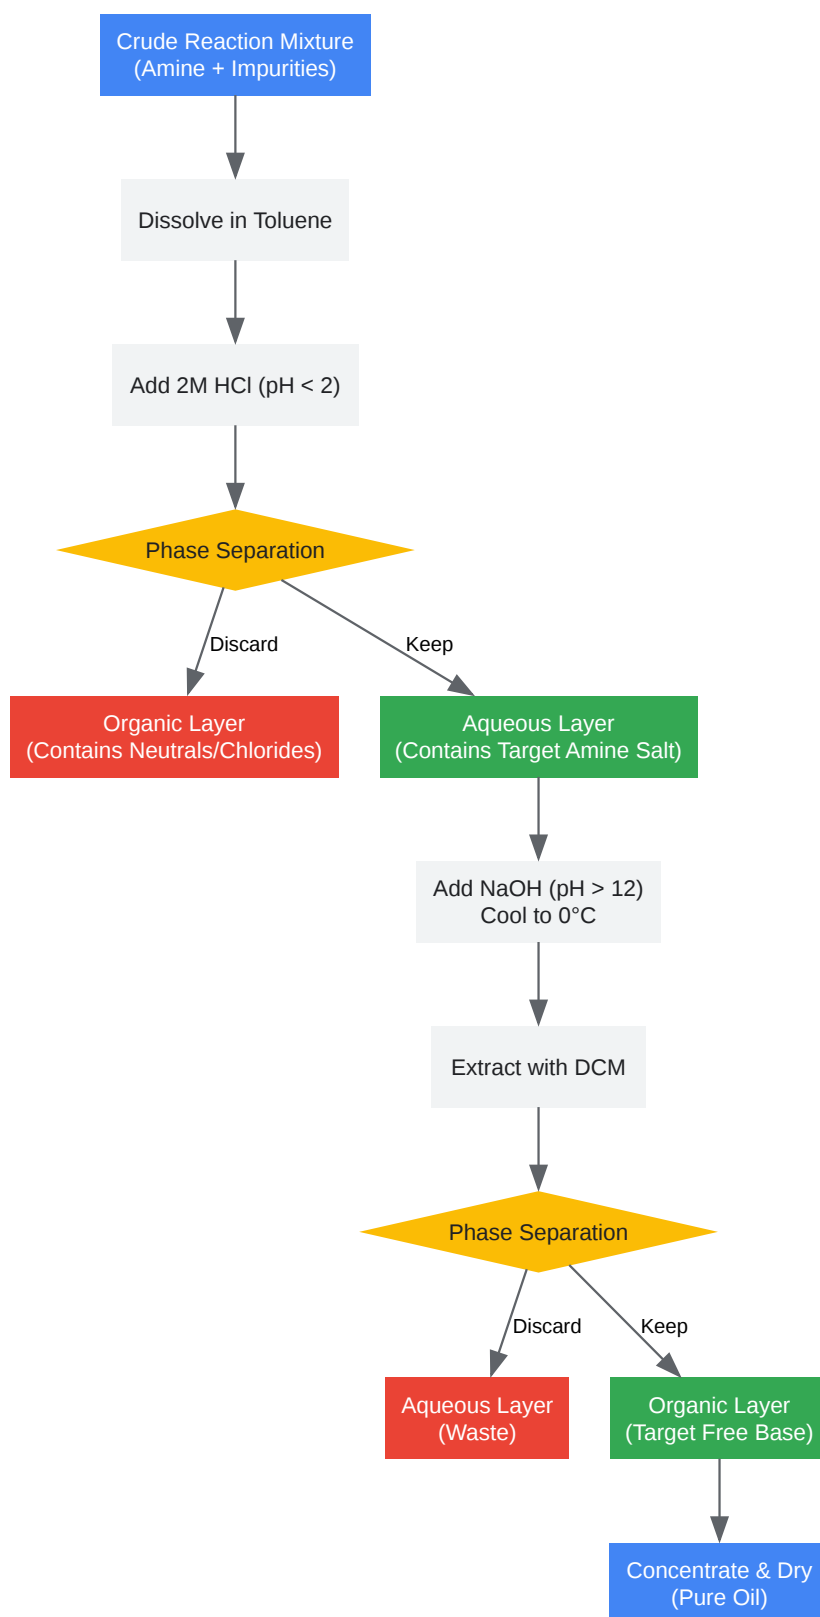 Crude Reaction Mixture
(Amine + Impurities)
Dissolve in Toluene
Add 2M HCl (pH < 2)
Phase Separation
Discard
Keep
Organic Layer
(Contains Neutrals/Chlorides)
Aqueous Layer
(Contains Target Amine Salt)
Add NaOH (pH > 12)
Cool to 0°C
Extract with DCM
Phase Separation
Discard
Keep
Aqueous Layer
(Waste)
Organic Layer
(Target Free Base)
Concentrate & Dry
(Pure Oil)